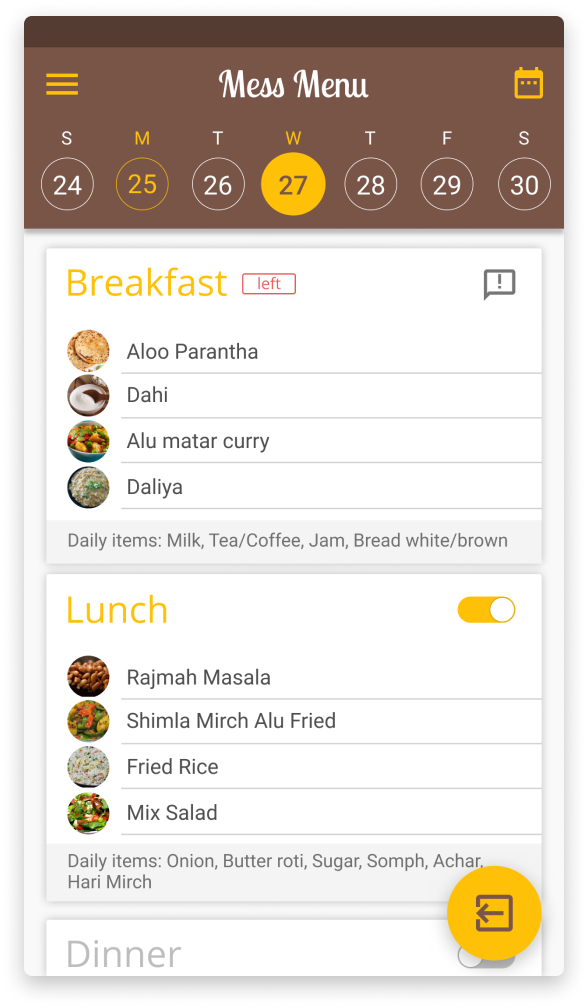 Mess Menu
S M T W T F S
24 25 26 27 28 29 30
Breakfast left
Aloo Parantha
Dahi
Alu matar curry
Daliya
Daily items: Milk, Tea/Coffee, Jam, Bread white/brown
Lunch
Rajmah Masala
Shimla Mirch Alu Fried
Fried Rice
Mix Salad
Daily items: Onion, Butter roti, Sugar, Somph, Achar,
Hari Mirch
Dinner